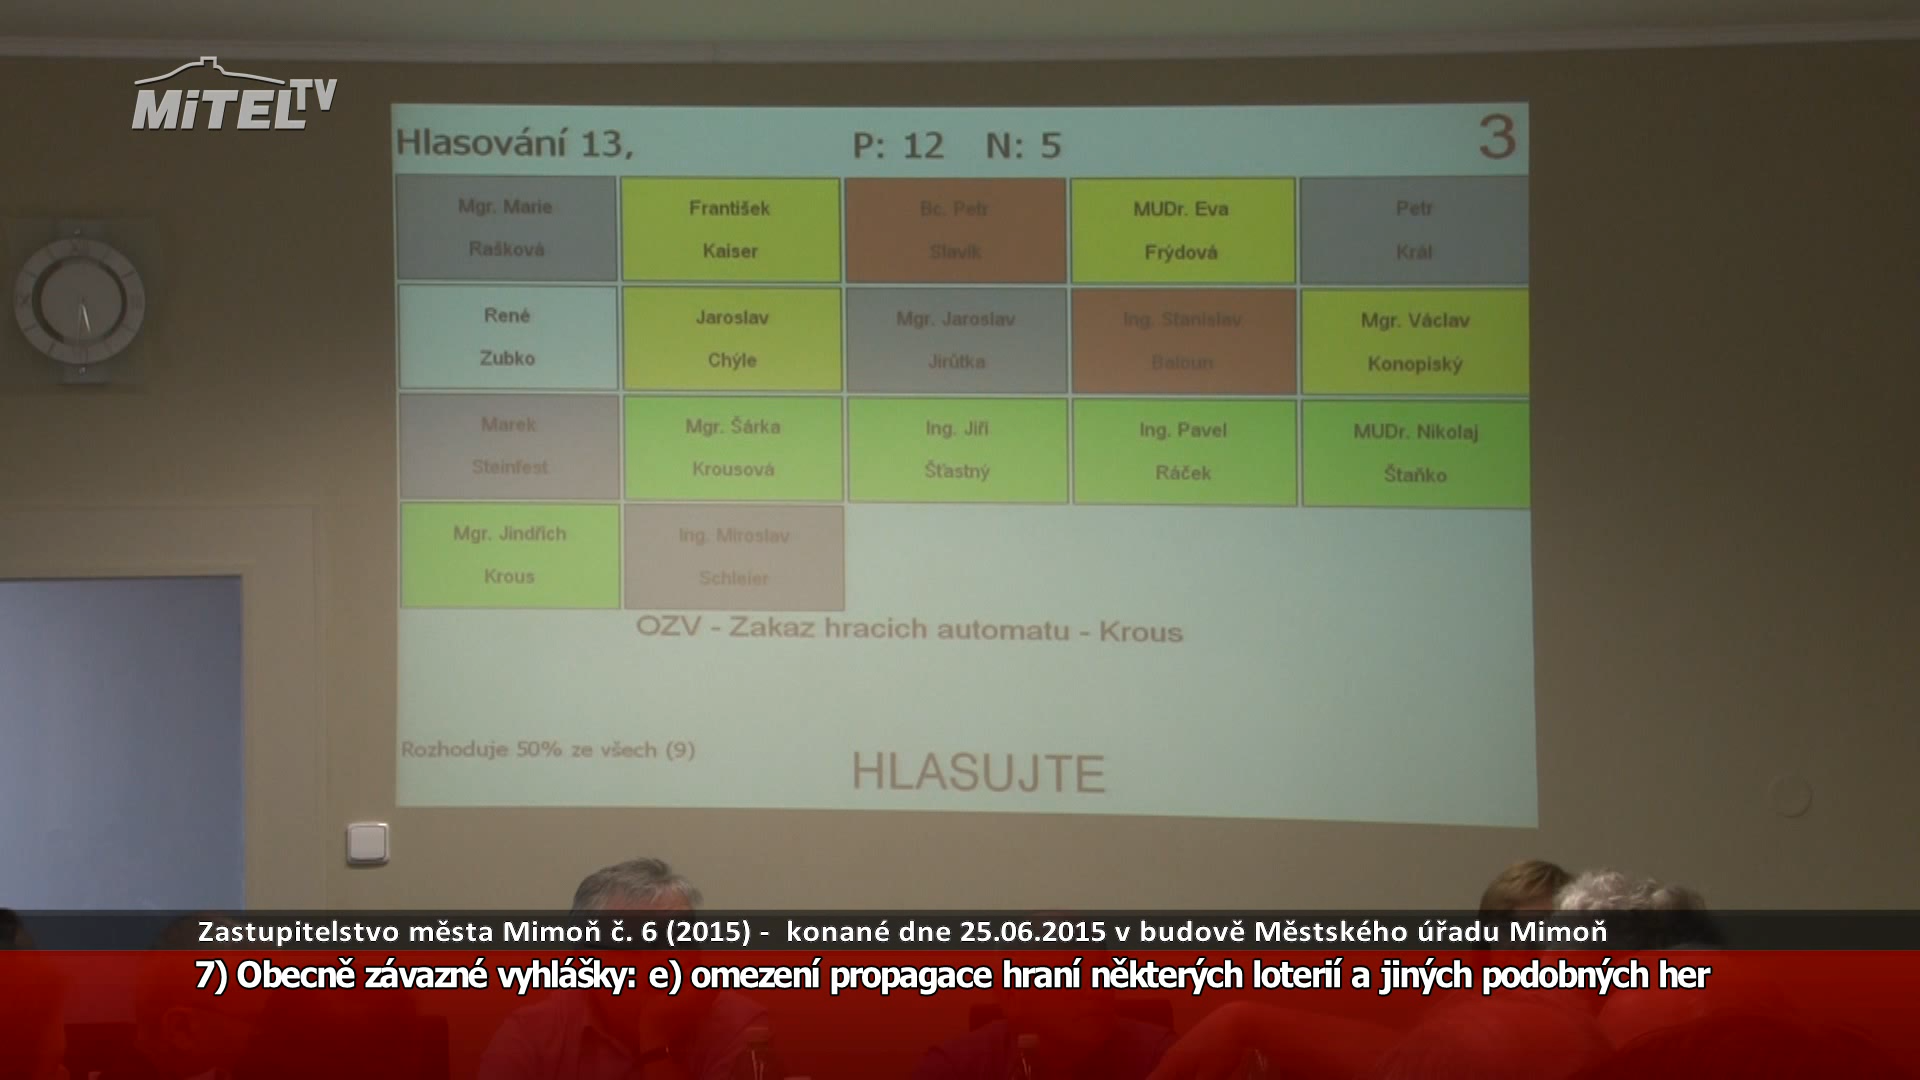 MiTEL TV
Hlasování 13, P: 12 N: 5 3
Mgr. Marie Rašková
František Kaiser
Bc. Petr Slavík
MUDr. Eva Frýdová
Petr Král
René Zubko
Jaroslav Chýle
Mgr. Jaroslav Jirůtka
Ing. Stanislav Baloun
Mgr. Václav Konopiský
Marek Steinfest
Mgr. Šárka Krousová
Ing. Jiří Šťastný
Ing. Pavel Ráček
MUDr. Nikolaj Štaňko
Mgr. Jindřich Krous
Ing. Miroslav Schleier
OZV - Zakaz hracich automatu - Krous
Rozhoduje 50% ze všech (9)
HLASUJTE
Zastupitelstvo města Mimoň č. 6 (2015) - konané dne 25.06.2015 v budově Městského úřadu Mimoň
7) Obecně závazné vyhlášky: e) omezení propagace hraní některých loterií a jiných podobných her